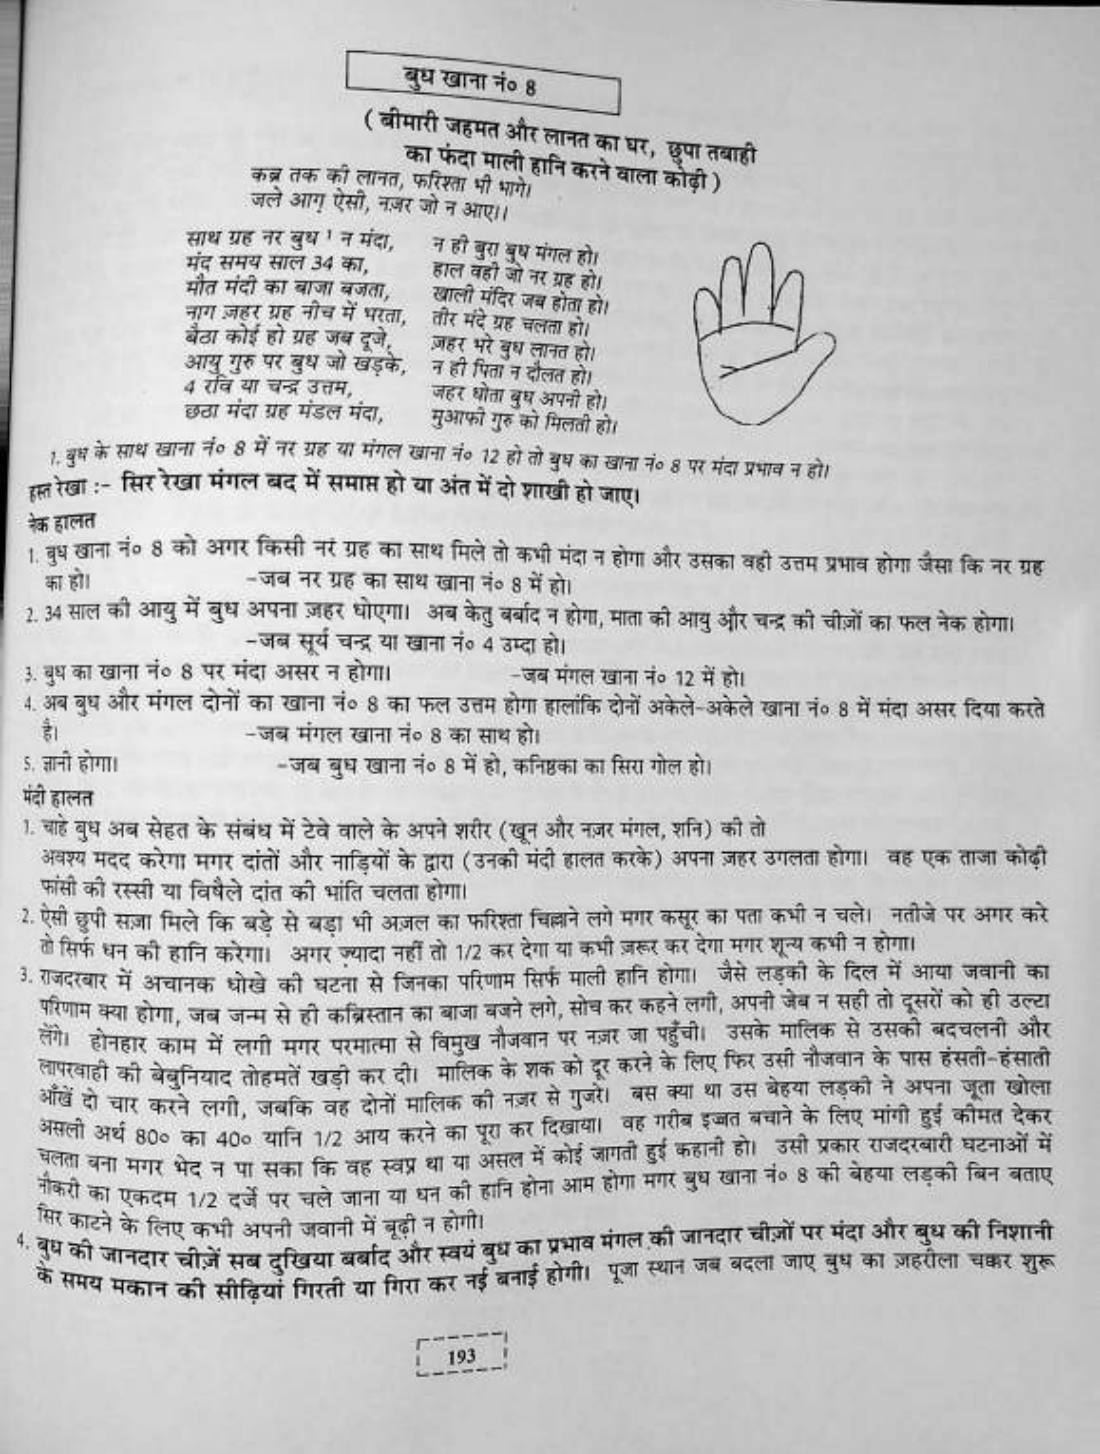 बुध खाना नं० 8
( बीमारी जहमत और लानत का घर, छुपा तबाही
का फंदा माली हानि करने वाला कोढ़ी )
कब्र तक की लानत, फरिश्ता भी भागे।
जले आग ऐसी, नज़र जो न आए।।
साथ ग्रह नर बुध 1 न मंदा, न ही बुरा बुध मंगल हो।
मंद समय साल 34 का, हाल वही जो नर ग्रह हो।
मौत मंदी का बाजा बजता, खाली मंदिर जब होता हो।
नाग ज़हर ग्रह नीच में भरता, तीर मंदे ग्रह चलता हो।
बैठा कोई हो ग्रह जब दूजे, ज़हर भरे बुध लानत हो।
आयु गुरु पर बुध जो खड़के, न ही पिता न दौलत हो।
4 रवि या चन्द्र उत्तम, जहर धोता बुध अपनी हो।
छठा मंदा ग्रह मंडल मंदा, मुआफी गुरु को मिलती हो।
1. बुध के साथ खाना नं० 8 में नर ग्रह या मंगल खाना नं० 12 हो तो बुध का खाना नं० 8 पर मंदा प्रभाव न हो।
हस्त रेखा :- सिर रेखा मंगल बद में समाप्त हो या अंत में दो शाखी हो जाए।
नेक हालत
1. बुध खाना नं० 8 को अगर किसी नर ग्रह का साथ मिले तो कभी मंदा न होगा और उसका वही उत्तम प्रभाव होगा जैसा कि नर ग्रह
का हो। -जब नर ग्रह का साथ खाना नं० 8 में हो।
2. 34 साल की आयु में बुध अपना ज़हर धोएगा। अब केतु बर्बाद न होगा, माता की आयु और चन्द्र की चीज़ों का फल नेक होगा।
-जब सूर्य चन्द्र या खाना नं० 4 उम्दा हो।
3. बुध का खाना नं० 8 पर मंदा असर न होगा। -जब मंगल खाना नं० 12 में हो।
4. अब बुध और मंगल दोनों का खाना नं० 8 का फल उत्तम होगा हालांकि दोनों अकेले-अकेले खाना नं० 8 में मंदा असर दिया करते
है। -जब मंगल खाना नं० 8 का साथ हो।
5. ज्ञानी होगा। -जब बुध खाना नं० 8 में हो, कनिष्ठका का सिरा गोल हो।
मंदी हालत
1. चाहे बुध अब सेहत के संबंध में टेवे वाले के अपने शरीर (खून और नज़र मंगल, शनि) की तो
अवश्य मदद करेगा मगर दांतों और नाड़ियों के द्वारा (उनकी मंदी हालत करके) अपना ज़हर उगलता होगा। वह एक ताजा कोढ़ी
फांसी की रस्सी या विषैले दांत की भांति चलता होगा।
2. ऐसी छुपी सज़ा मिले कि बड़े से बड़ा भी अज़ल का फरिश्ता चिल्लाने लगे मगर कसूर का पता कभी न चले। नतीजे पर अगर करे
तो सिर्फ धन की हानि करेगा। अगर ज़्यादा नहीं तो 1/2 कर देगा या कभी ज़रूर कर देगा मगर शून्य कभी न होगा।
3. राजदरबार में अचानक धोखे की घटना से जिनका परिणाम सिर्फ माली हानि होगा। जैसे लड़की के दिल में आया जवानी का
परिणाम क्या होगा, जब जन्म से ही कब्रिस्तान का बाजा बजने लगे, सोच कर कहने लगी, अपनी जेब न सही तो दूसरों को ही उल्टा
लेंगे। होनहार काम में लगी मगर परमात्मा से विमुख नौजवान पर नज़र जा पहुँची। उसके मालिक से उसकी बदचलनी और
लापरवाही की बेबुनियाद तोहमतें खड़ी कर दी। मालिक के शक को दूर करने के लिए फिर उसी नौजवान के पास हंसती-हंसाती
आँखें दो चार करने लगी, जबकि वह दोनों मालिक की नज़र से गुजरे। बस क्या था उस बेहया लड़की ने अपना जूता खोला
असली अर्थ 80० का 40० यानि 1/2 आय करने का पूरा कर दिखाया। वह गरीब इज्जत बचाने के लिए मांगी हुई कीमत देकर
चलता बना मगर भेद न पा सका कि वह स्वप्न था या असल में कोई जागती हुई कहानी हो। उसी प्रकार राजदरबारी घटनाओं में
नौकरी का एकदम 1/2 दर्जे पर चले जाना या धन की हानि होना आम होगा मगर बुध खाना नं० 8 की बेहया लड़की बिन बताए
सिर काटने के लिए कभी अपनी जवानी में बूढ़ी न होगी।
4. बुध की जानदार चीज़ें सब दुखिया बर्बाद और स्वयं बुध का प्रभाव मंगल की जानदार चीज़ों पर मंदा और बुध की निशानी
के समय मकान की सीढ़ियां गिरती या गिरा कर नई बनाई होगी। पूजा स्थान जब बदला जाए बुध का ज़हरीला चक्कर शुरू
193